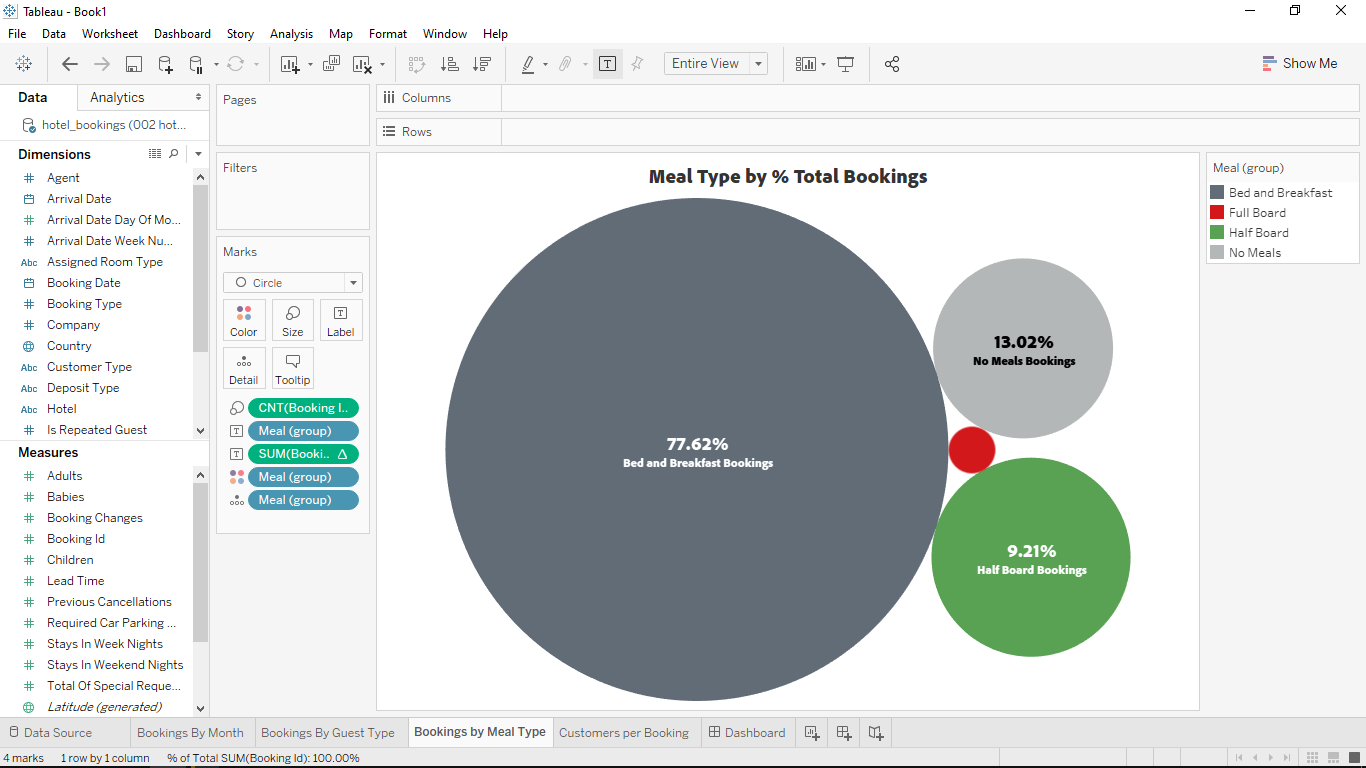 Tableau - Book1
File Data Worksheet Dashboard Story Analysis Map Format Window Help
Entire View
Show Me
Data Analytics
hotel_bookings (002 hot...
Dimensions
Agent
Arrival Date
Arrival Date Day Of Mo...
Arrival Date Week Nu...
Abc Assigned Room Type
Booking Date
Booking Type
Company
Country
Abc Customer Type
Abc Deposit Type
Abc Hotel
Is Repeated Guest
Measures
Adults
Babies
Booking Changes
Booking Id
Children
Lead Time
Previous Cancellations
Required Car Parking ...
Stays In Week Nights
Stays In Weekend Nights
Total Of Special Reque...
Latitude (generated)
Pages
Filters
Marks
Circle
Color Size Label
Detail Tooltip
CNT(Booking I..
Meal (group)
SUM(Booki.. Δ
Meal (group)
Meal (group)
Columns
Rows
Meal Type by % Total Bookings
77.62%
Bed and Breakfast Bookings
13.02%
No Meals Bookings
9.21%
Half Board Bookings
Meal (group)
Bed and Breakfast
Full Board
Half Board
No Meals
Data Source Bookings By Month Bookings By Guest Type Bookings by Meal Type Customers per Booking Dashboard
4 marks 1 row by 1 column % of Total SUM(Booking Id): 100.00%